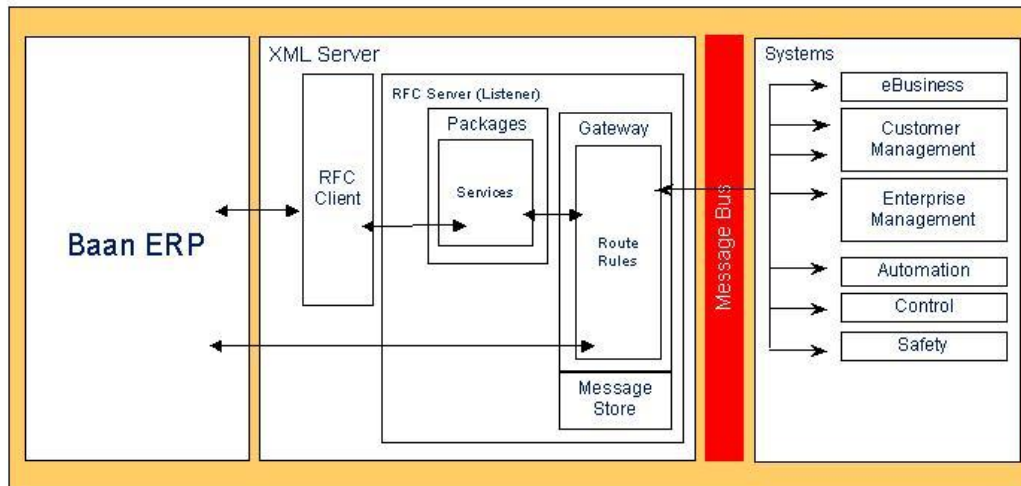 Baan ERP
XML Server
RFC
Client
RFC Server (Listener)
Packages
Services
Gateway
Route
Rules
Message
Store
Message Bus
Systems
eBusiness
Customer
Management
Enterprise
Management
Automation
Control
Safety